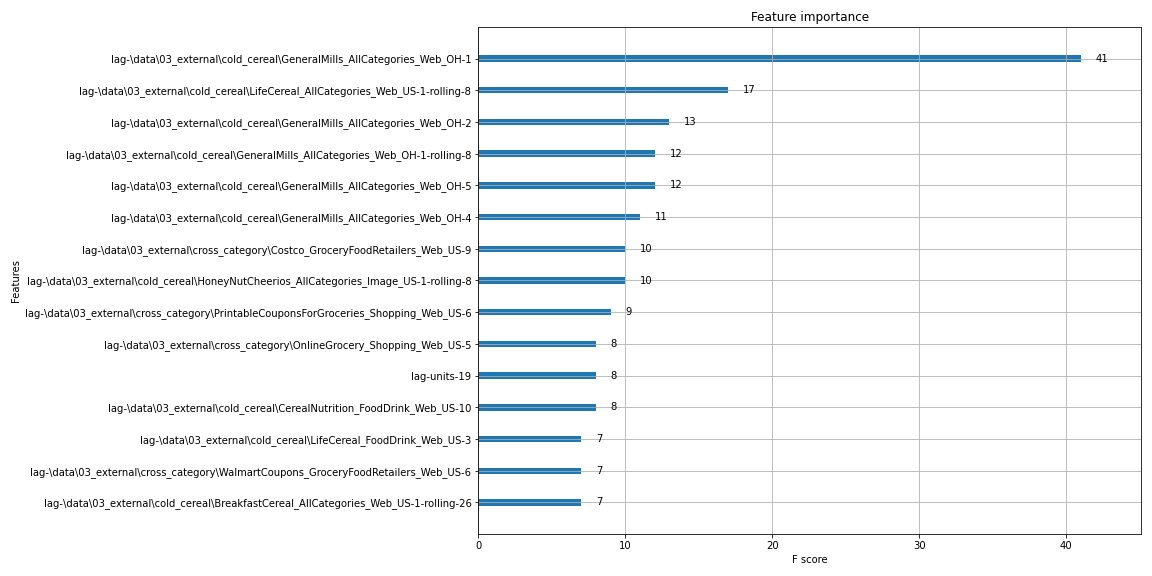 Feature importance
lag-\data\03_external\cold_cereal\GeneralMills_AllCategories_Web_OH-1 41
lag-\data\03_external\cold_cereal\LifeCereal_AllCategories_Web_US-1-rolling-8 17
lag-\data\03_external\cold_cereal\GeneralMills_AllCategories_Web_OH-2 13
lag-\data\03_external\cold_cereal\GeneralMills_AllCategories_Web_OH-1-rolling-8 12
lag-\data\03_external\cold_cereal\GeneralMills_AllCategories_Web_OH-5 12
lag-\data\03_external\cold_cereal\GeneralMills_AllCategories_Web_OH-4 11
lag-\data\03_external\cross_category\Costco_GroceryFoodRetailers_Web_US-9 10
lag-\data\03_external\cold_cereal\HoneyNutCheerios_AllCategories_Image_US-1-rolling-8 10
lag-\data\03_external\cross_category\PrintableCouponsForGroceries_Shopping_Web_US-6 9
lag-\data\03_external\cross_category\OnlineGrocery_Shopping_Web_US-5 8
lag-units-19 8
lag-\data\03_external\cold_cereal\CerealNutrition_FoodDrink_Web_US-10 8
lag-\data\03_external\cold_cereal\LifeCereal_FoodDrink_Web_US-3 7
lag-\data\03_external\cross_category\WalmartCoupons_GroceryFoodRetailers_Web_US-6 7
lag-\data\03_external\cold_cereal\BreakfastCereal_AllCategories_Web_US-1-rolling-26 7
Features
0 10 20 30 40
F score